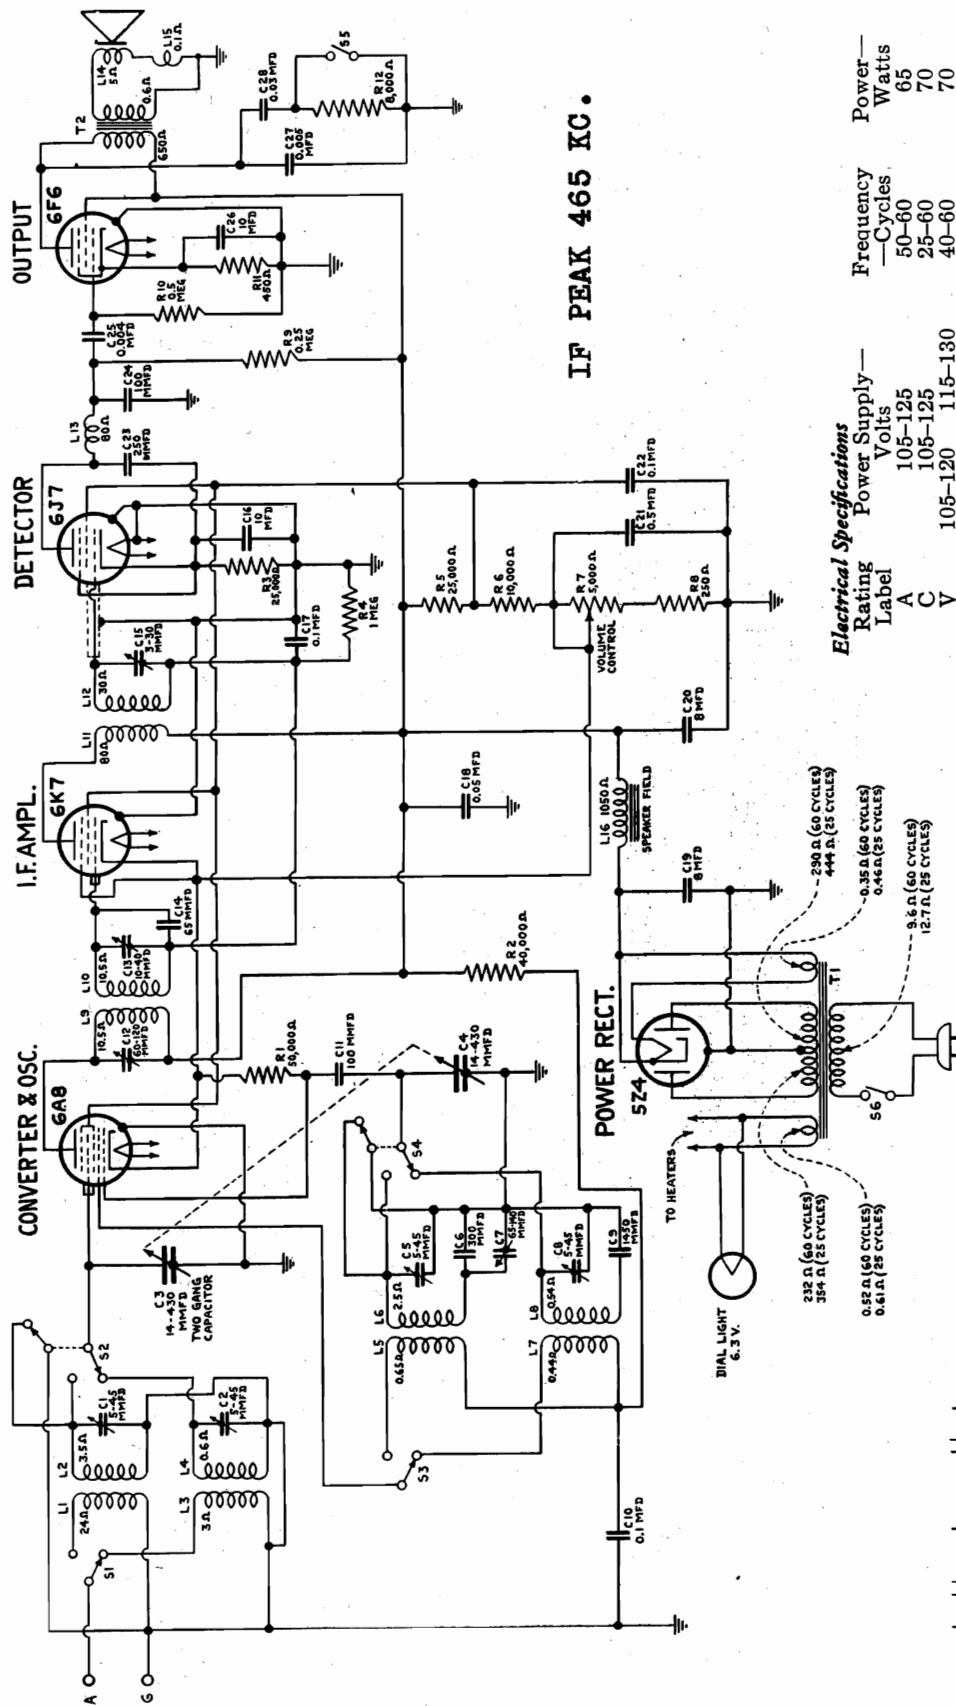 CONVERTER & OSC.
6A8
I.F. AMPL.
6K7
DETECTOR
6J7
OUTPUT
6F6
A
G
S1
L1
24Ω
L2
3.5Ω
C1
5-45
MMFD
L3
3Ω
L4
0.6Ω
C2
5-45
MMFD
S2
C3
14-430
MMFD
TWO GANG
CAPACITOR
L9
10.5Ω
C12
60-120
MMFD
L10
10.5Ω
C13
10-40
MMFD
C14
65 MMFD
L11
80Ω
L12
30Ω
C15
3-30
MMFD
R3
25,000Ω
C16
10
MFD
C17
0.1 MFD
R4
1 MEG
L13
80Ω
C23
250
MMFD
C24
100
MMFD
C25
0.004
MFD
R9
0.25
MEG
R10
0.5
MEG
R11
450Ω
C26
10
MFD
T2
650Ω
0.6Ω
L14
5Ω
L15
0.1Ω
C27
0.005
MFD
C28
0.03 MFD
R12
8,000Ω
S5
R1
50,000Ω
C11
100 MMFD
C4
14-430
MMFD
R2
40,000Ω
C18
0.05 MFD
S3
L5
0.65Ω
L6
2.5Ω
C5
5-45
MMFD
C6
300
MMFD
C7
65-140
MMFD
S4
L7
0.44Ω
L8
0.54Ω
C8
5-45
MMFD
C9
1450
MMFD
C10
0.1 MFD
R5
25,000Ω
R6
10,000Ω
R7
5,000Ω
VOLUME
CONTROL
R8
250Ω
C21
0.5 MFD
C22
0.1 MFD
C20
8 MFD
L16 1050Ω
SPEAKER FIELD
C19
8 MFD
POWER RECT.
5Z4
TO HEATERS
DIAL LIGHT
6.3 V.
T1
S6
232 Ω (60 CYCLES)
354 Ω (25 CYCLES)
0.52 Ω (60 CYCLES)
0.61 Ω (25 CYCLES)
290 Ω (60 CYCLES)
444 Ω (25 CYCLES)
0.35Ω (60 CYCLES)
0.46Ω (25 CYCLES)
9.6Ω (60 CYCLES)
12.7Ω (25 CYCLES)
IF PEAK 465 KC.
Electrical Specifications
Rating Power Supply— Frequency Power—
Label Volts —Cycles Watts
A 105-125 50-60 65
C 105-125 25-60 70
V 105-120 115-130 40-60 70